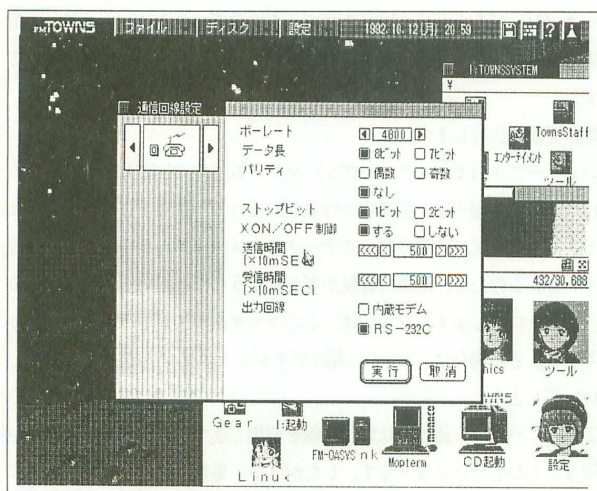 FMTOWNS ファイル ディスク 設定 1992.10.12(月) 20:59
I:TOWNSSYSTEM
¥
TownsStaff
エンターテイメント
ツール
432/30,688
hics ツール
通信回線設定
ボーレート 4800
データ長 8ビット 7ビット
パリティ 偶数 奇数
なし
ストップビット 1ビット 2ビット
XON/OFF制御 する しない
送信時間 <<< < 500 > >>>
[×10mSE
受信時間 <<< < 500 > >>>
[×10mSEC]
出力回線 内蔵モデム
RS-232C
実行 取消
Gear I:起動 FM-OASYS nk Mopterm CD起動 設定
Linux